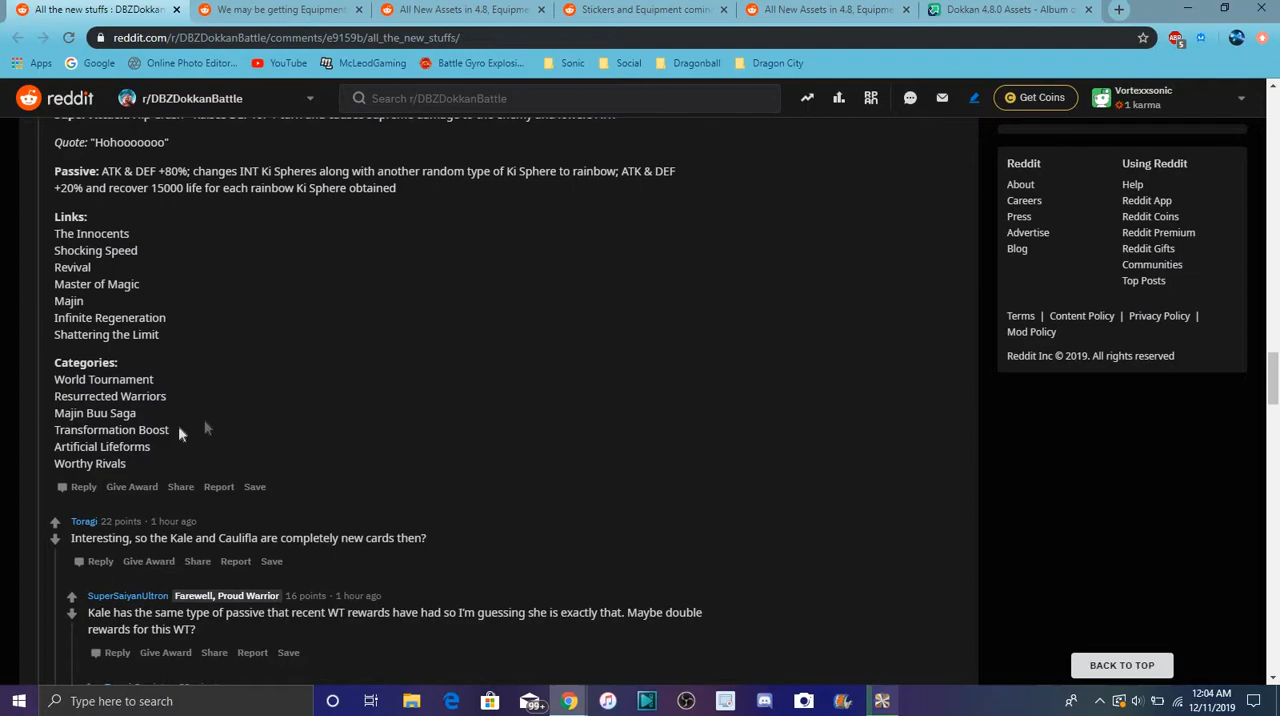 All the stuffs : DBZDokkan
We may be getting Equipment
All New Assets in 4.8, Equipme
Stickers and Equipment comin
All New Assets in 4.8, Equipme
Dokkan 4.8.0 Assets - Album o
reddit.com/r/DBZDokkanBattle/comments/e9159b/all_the_new_stuffs/
Apps
Google
Online Photo Editor...
YouTube
McLeodGaming
Battle Gyro Explosi...
Sonic
Social
Dragonball
Dragon City
reddit
r/DBZDokkanBattle
Search r/DBZDokkanBattle
Get Coins
Vortexxsonic
1 karma
Quote: "Hohooooooo"
Passive: ATK & DEF +80%; changes INT Ki Spheres along with another random type of Ki Sphere to rainbow; ATK & DEF
+20% and recover 15000 life for each rainbow Ki Sphere obtained
Links:
The Innocents
Shocking Speed
Revival
Master of Magic
Majin
Infinite Regeneration
Shattering the Limit
Categories:
World Tournament
Resurrected Warriors
Majin Buu Saga
Transformation Boost
Artificial Lifeforms
Worthy Rivals
Reply Give Award Share Report Save
Toragi 22 points · 1 hour ago
Interesting, so the Kale and Caulifla are completely new cards then?
Reply Give Award Share Report Save
SuperSaiyanUltron Farewell, Proud Warrior 16 points · 1 hour ago
Kale has the same type of passive that recent WT rewards have had so I'm guessing she is exactly that. Maybe double
rewards for this WT?
Reply Give Award Share Report Save
Reddit
About
Careers
Press
Advertise
Blog
Using Reddit
Help
Reddit App
Reddit Coins
Reddit Premium
Reddit Gifts
Communities
Top Posts
Terms | Content Policy | Privacy Policy |
Mod Policy
Reddit Inc © 2019. All rights reserved
BACK TO TOP
Type here to search
99+
12:04 AM
12/11/2019